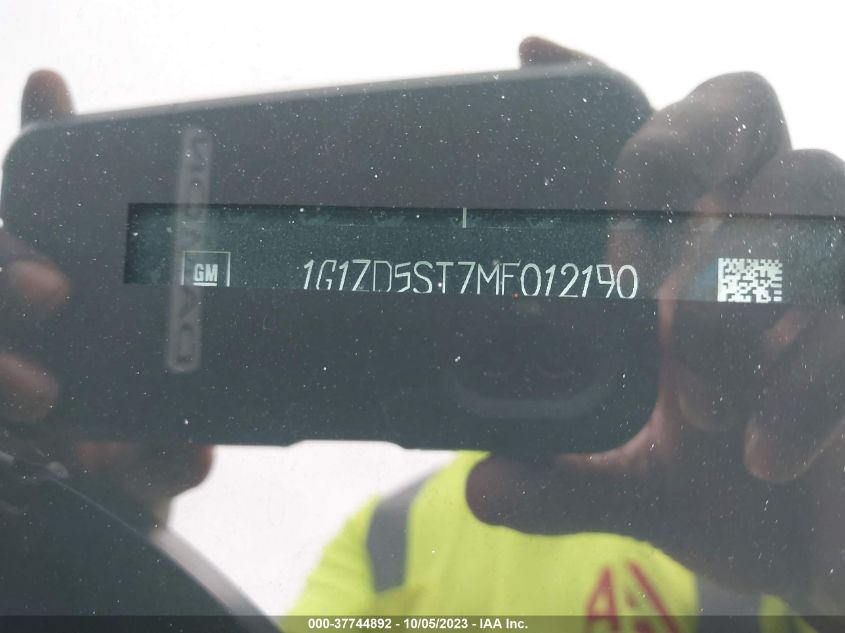 GM 1G1ZD5ST7MF012190
000-37744892 - 10/05/2023 - IAA Inc.